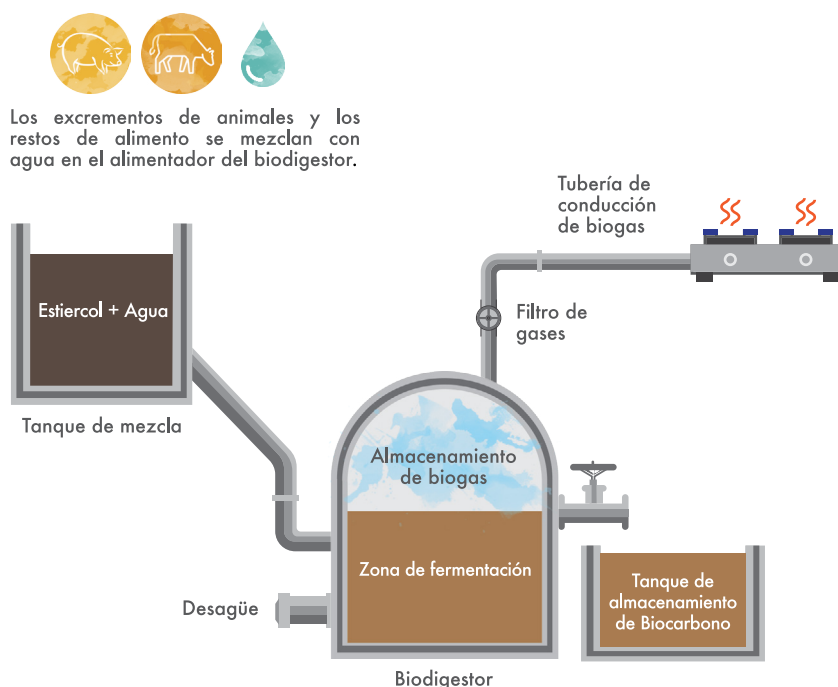 Los excrementos de animales y los
restos de alimento se mezclan con
agua en el alimentador del biodigestor.
Tubería de
conducción
de biogas
Estiercol + Agua
Filtro de
gases
Tanque de mezcla
Almacenamiento
de biogas
Zona de fermentación
Tanque de
almacenamiento
de Biocarbono
Desagüe
Biodigestor